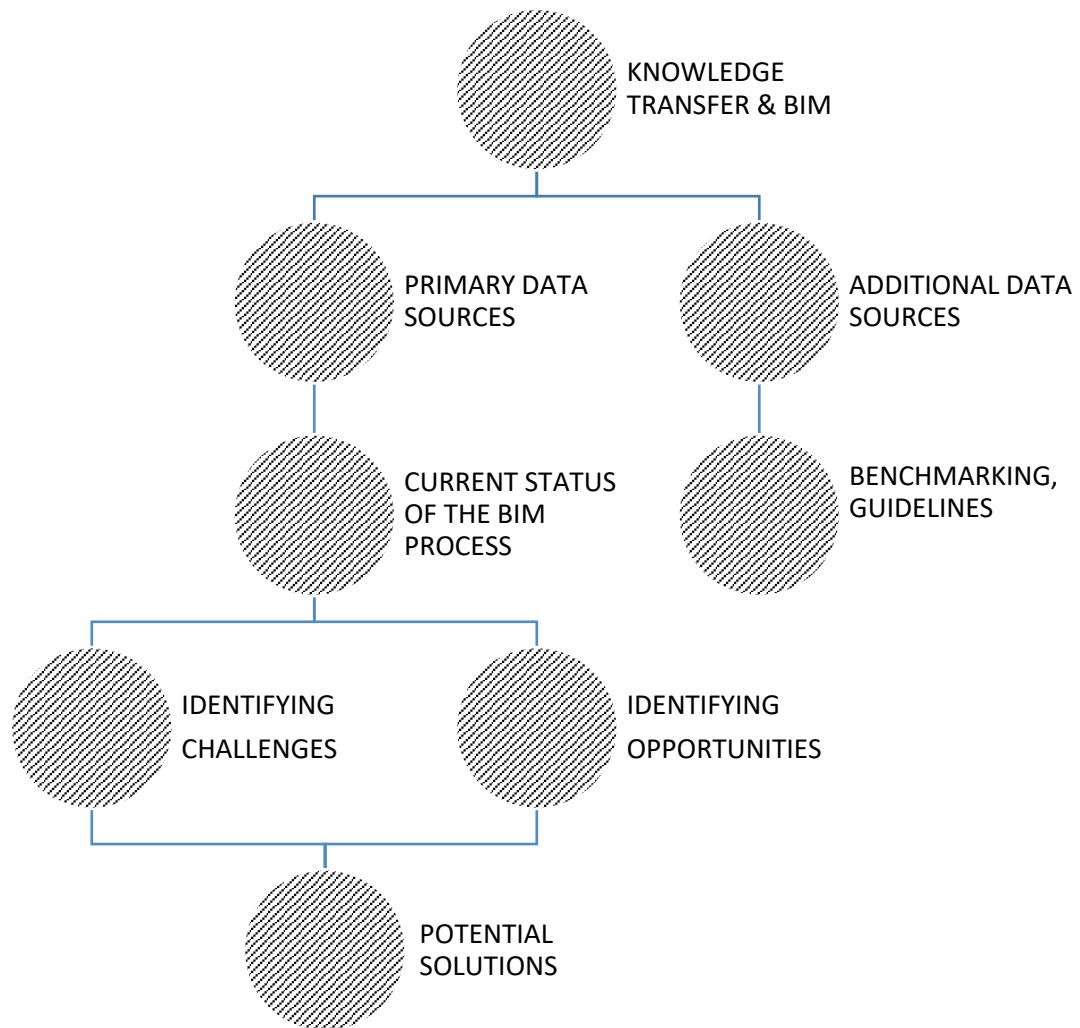 KNOWLEDGE
TRANSFER & BIM
PRIMARY DATA
SOURCES
ADDITIONAL DATA
SOURCES
CURRENT STATUS
OF THE BIM
PROCESS
BENCHMARKING,
GUIDELINES
IDENTIFYING
CHALLENGES
IDENTIFYING
OPPORTUNITIES
POTENTIAL
SOLUTIONS